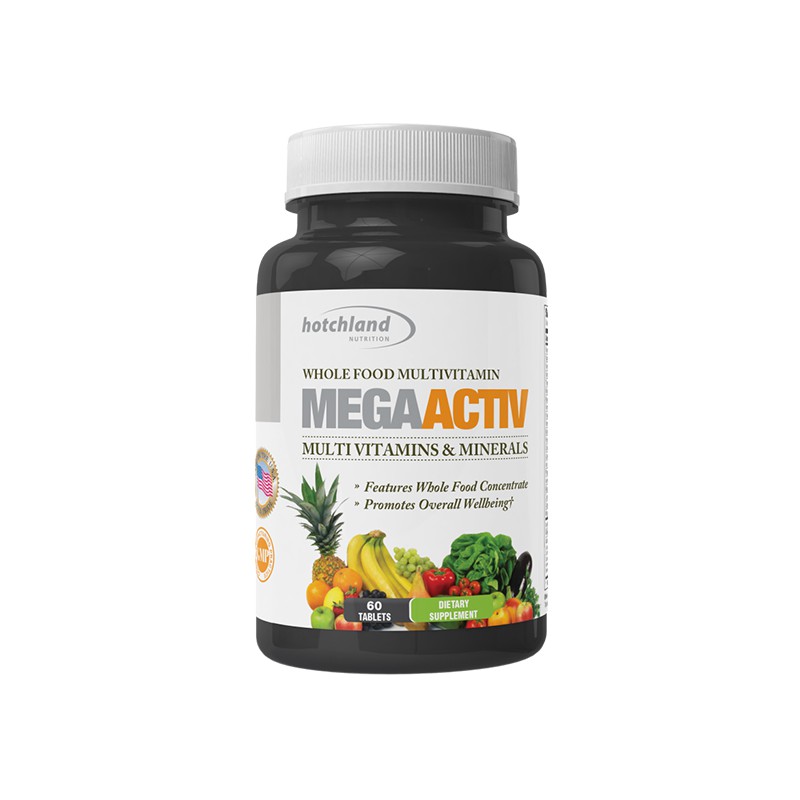 hotchland
NUTRITION
WHOLE FOOD MULTIVITAMIN
MEGAACTIV
MULTI VITAMINS & MINERALS
» Features Whole Food Concentrate
» Promotes Overall Wellbeing†
60
TABLETS
DIETARY
SUPPLEMENT